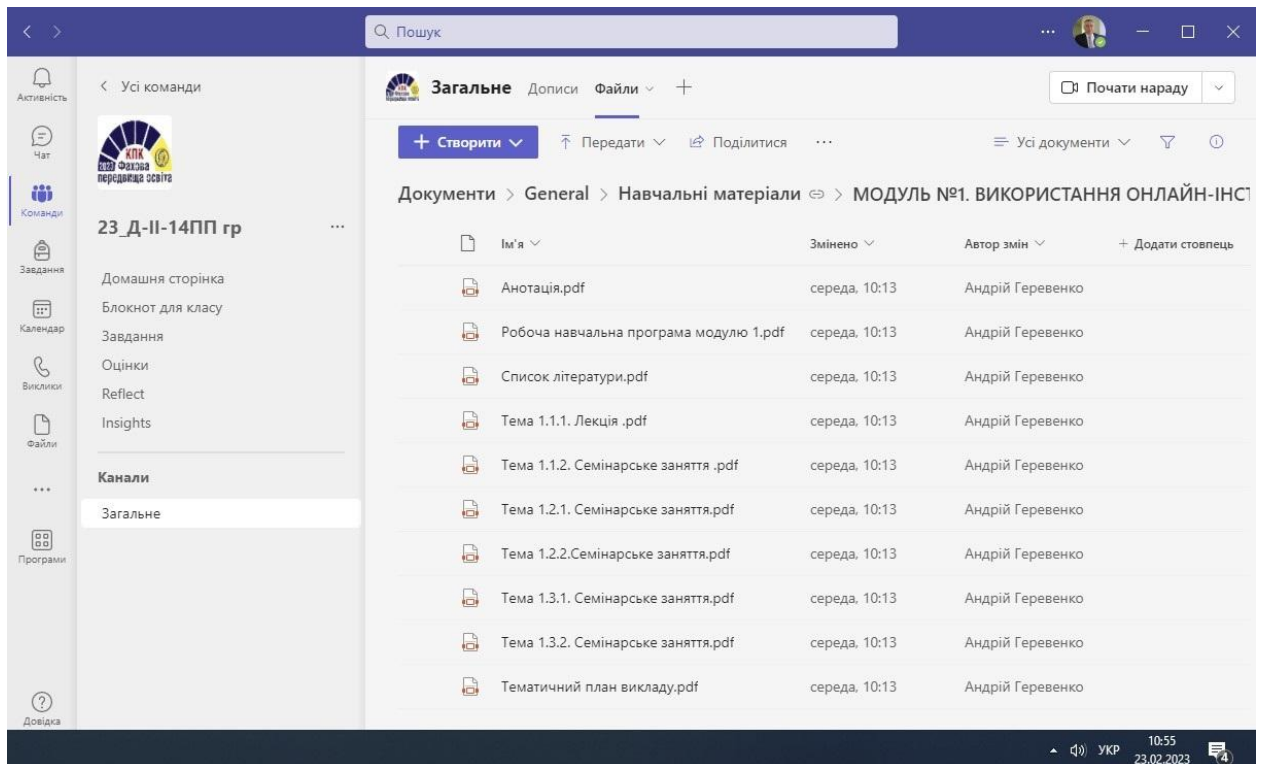 Пошук
Активність
Чат
Команди
Завдання
Календар
Виклики
Файли
Програми
Довідка
Усі команди
КПК
2023 Фахова
передвища освіта
23_Д-ІІ-14ПП гр
Домашня сторінка
Блокнот для класу
Завдання
Оцінки
Reflect
Insights
Канали
Загальне
Загальне Дописи Файли
Почати нараду
Створити Передати Поділитися Усі документи
Документи > General > Навчальні матеріали > МОДУЛЬ №1. ВИКОРИСТАННЯ ОНЛАЙН-ІНСТ
Ім'я Змінено Автор змін + Додати стовпець
Анотація.pdf середа, 10:13 Андрій Геревенко
Робоча навчальна програма модулю 1.pdf середа, 10:13 Андрій Геревенко
Список літератури.pdf середа, 10:13 Андрій Геревенко
Тема 1.1.1. Лекція .pdf середа, 10:13 Андрій Геревенко
Тема 1.1.2. Семінарське заняття .pdf середа, 10:13 Андрій Геревенко
Тема 1.2.1. Семінарське заняття.pdf середа, 10:13 Андрій Геревенко
Тема 1.2.2.Семінарське заняття.pdf середа, 10:13 Андрій Геревенко
Тема 1.3.1. Семінарське заняття.pdf середа, 10:13 Андрій Геревенко
Тема 1.3.2. Семінарське заняття.pdf середа, 10:13 Андрій Геревенко
Тематичний план викладу.pdf середа, 10:13 Андрій Геревенко
УКР
10:55
23.02.2023
4